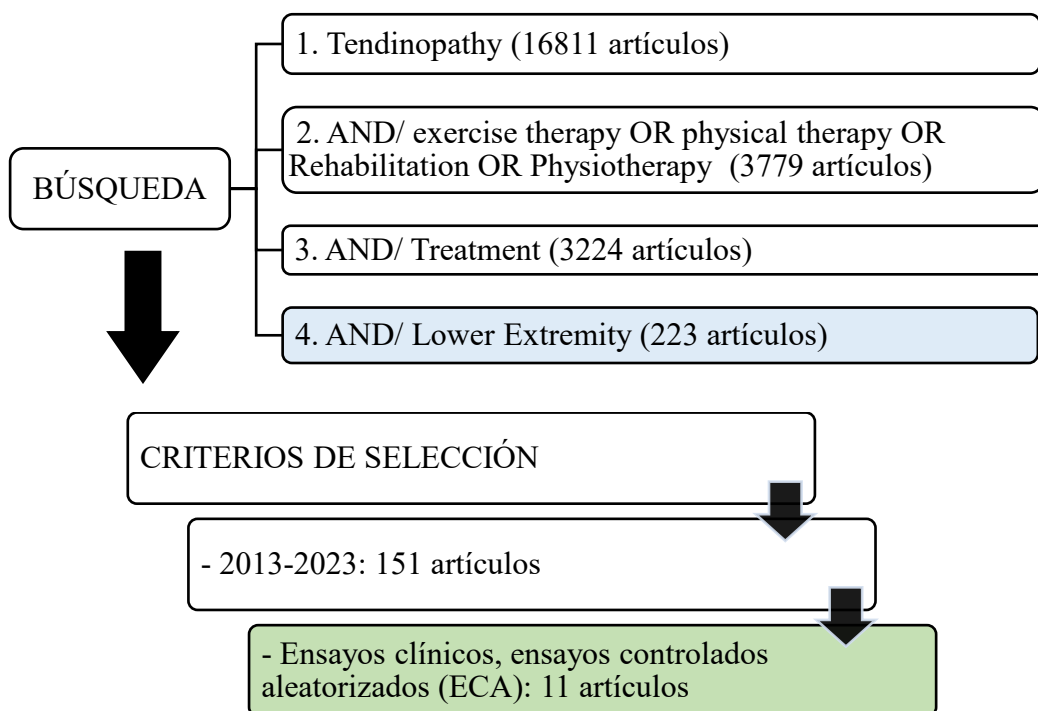 1. Tendinopathy (16811 artículos)
2. AND/ exercise therapy OR physical therapy OR
Rehabilitation OR Physiotherapy (3779 artículos)
BÚSQUEDA
3. AND/ Treatment (3224 artículos)
4. AND/ Lower Extremity (223 artículos)
CRITERIOS DE SELECCIÓN
- 2013-2023: 151 artículos
- Ensayos clínicos, ensayos controlados
aleatorizados (ECA): 11 artículos